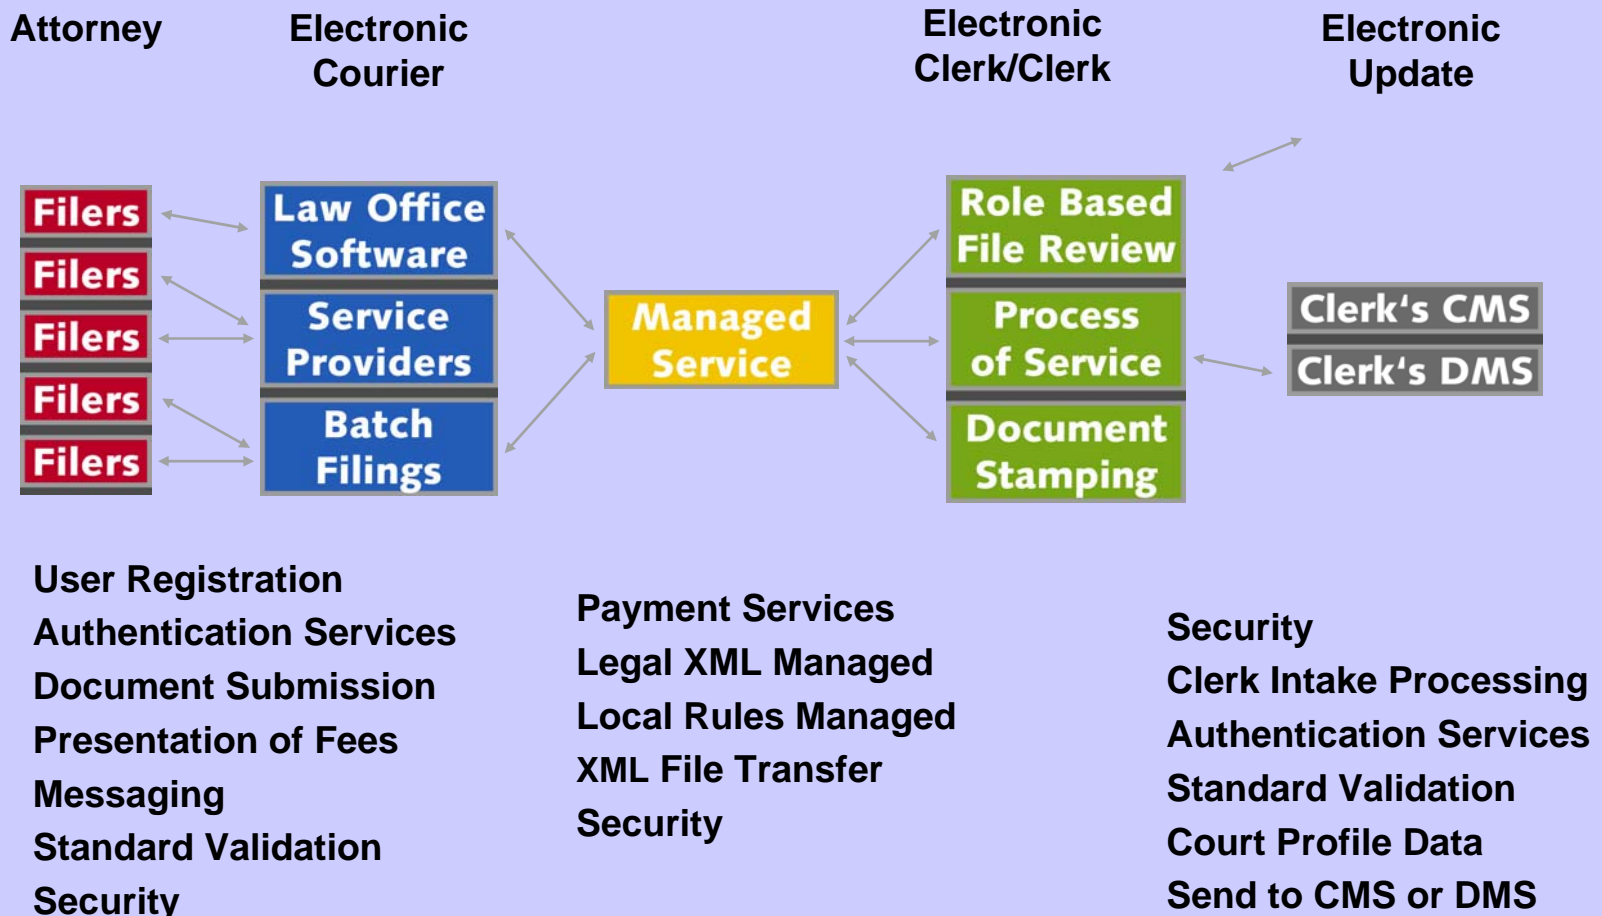 Attorney
Electronic
Courier
Electronic
Clerk/Clerk
Electronic
Update
Filers
Filers
Filers
Filers
Filers
Law Office
Software
Service
Providers
Batch
Filings
Managed
Service
Role Based
File Review
Process
of Service
Document
Stamping
Clerk's CMS
Clerk's DMS
User Registration
Authentication Services
Document Submission
Presentation of Fees
Messaging
Standard Validation
Security
Payment Services
Legal XML Managed
Local Rules Managed
XML File Transfer
Security
Security
Clerk Intake Processing
Authentication Services
Standard Validation
Court Profile Data
Send to CMS or DMS